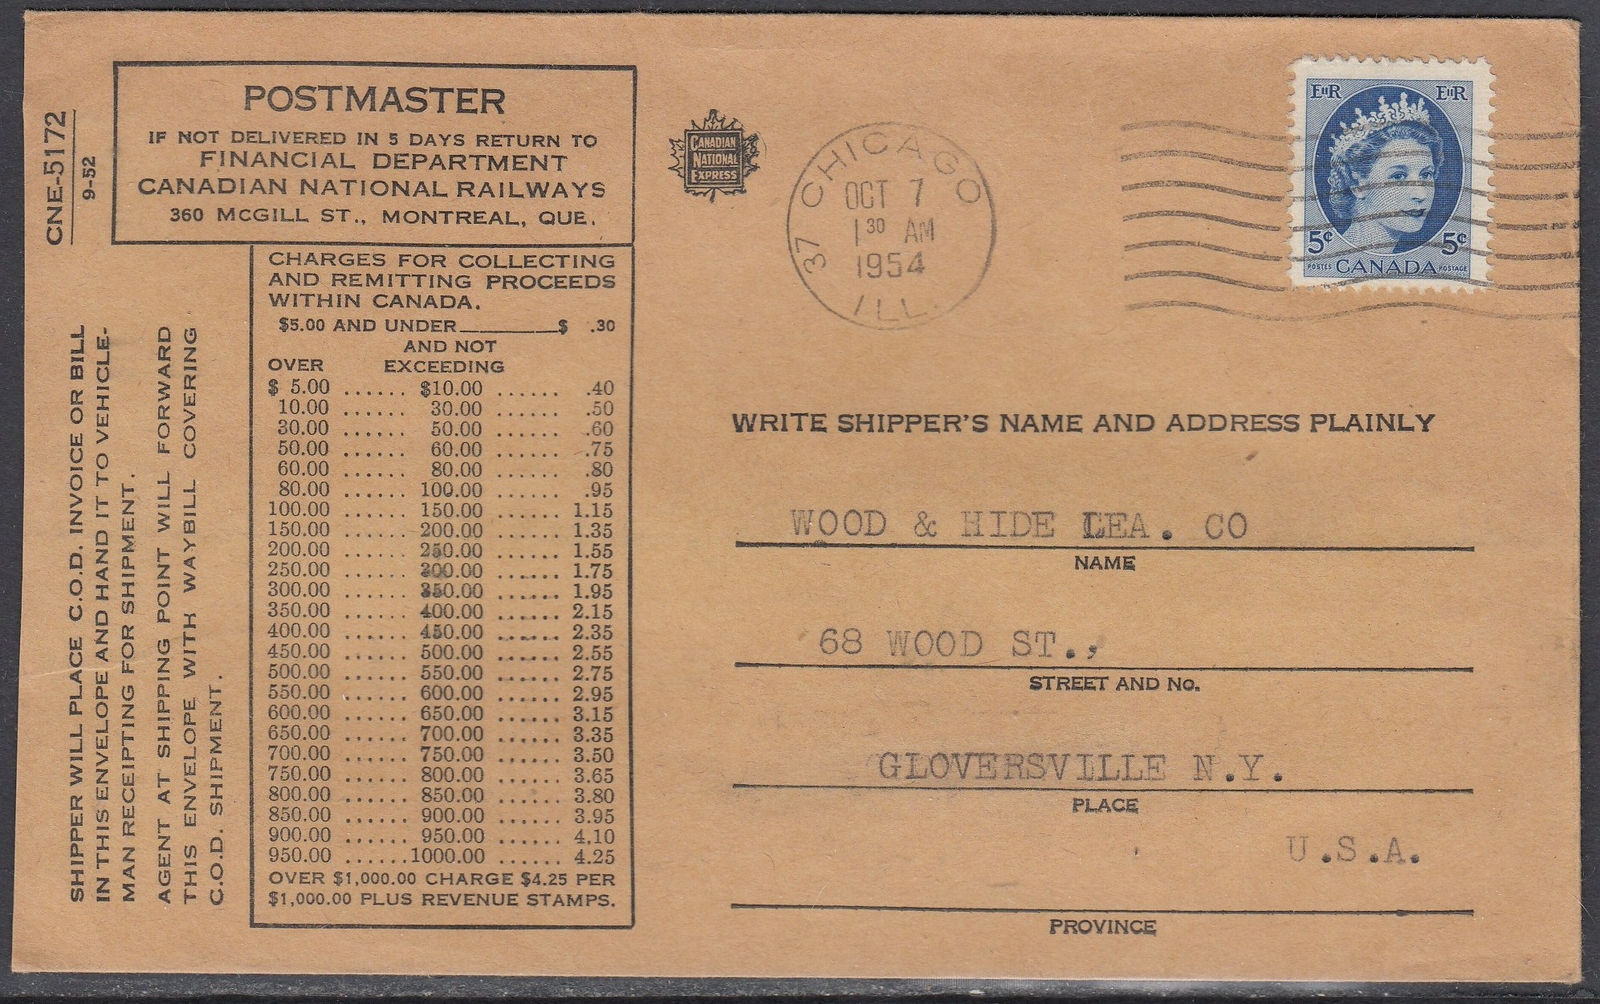 CNE-5172
9-52
POSTMASTER
IF NOT DELIVERED IN 5 DAYS RETURN TO
FINANCIAL DEPARTMENT
CANADIAN NATIONAL RAILWAYS
360 McGILL ST., MONTREAL, QUE.
CHARGES FOR COLLECTING
AND REMITTING PROCEEDS
WITHIN CANADA.
$5.00 AND UNDER $ .30
AND NOT
OVER EXCEEDING
$ 5.00 ...... $10.00 ...... .40
10.00 ...... 30.00 ...... .50
30.00 ...... 50.00 ...... .60
50.00 ...... 60.00 ...... .75
60.00 ...... 80.00 ...... .80
80.00 ...... 100.00 ...... .95
100.00 ...... 150.00 ...... 1.15
150.00 ...... 200.00 ...... 1.35
200.00 ...... 250.00 ...... 1.55
250.00 ...... 300.00 ...... 1.75
300.00 ...... 350.00 ...... 1.95
350.00 ...... 400.00 ...... 2.15
400.00 ...... 450.00 ...... 2.35
450.00 ...... 500.00 ...... 2.55
500.00 ...... 550.00 ...... 2.75
550.00 ...... 600.00 ...... 2.95
600.00 ...... 650.00 ...... 3.15
650.00 ...... 700.00 ...... 3.35
700.00 ...... 750.00 ...... 3.50
750.00 ...... 800.00 ...... 3.65
800.00 ...... 850.00 ...... 3.80
850.00 ...... 900.00 ...... 3.95
900.00 ...... 950.00 ...... 4.10
950.00 ...... 1000.00 ...... 4.25
OVER $1,000.00 CHARGE $4.25 PER
$1,000.00 PLUS REVENUE STAMPS.
SHIPPER WILL PLACE C.O.D. INVOICE OR BILL
IN THIS ENVELOPE AND HAND IT TO VEHICLE-
MAN RECEIPTING FOR SHIPMENT.
AGENT AT SHIPPING POINT WILL FORWARD
THIS ENVELOPE WITH WAYBILL COVERING
C.O.D. SHIPMENT.
CANADIAN
NATIONAL
EXPRESS
37 CHICAGO
OCT 7
1 30 AM
1954
ILL.
EIIR EIIR
5¢ 5¢
POSTES CANADA POSTAGE
WRITE SHIPPER'S NAME AND ADDRESS PLAINLY
WOOD & HIDE LEA. CO
NAME
68 WOOD ST.,
STREET AND No.
GLOVERSVILLE N.Y.
PLACE
U.S.A.
PROVINCE